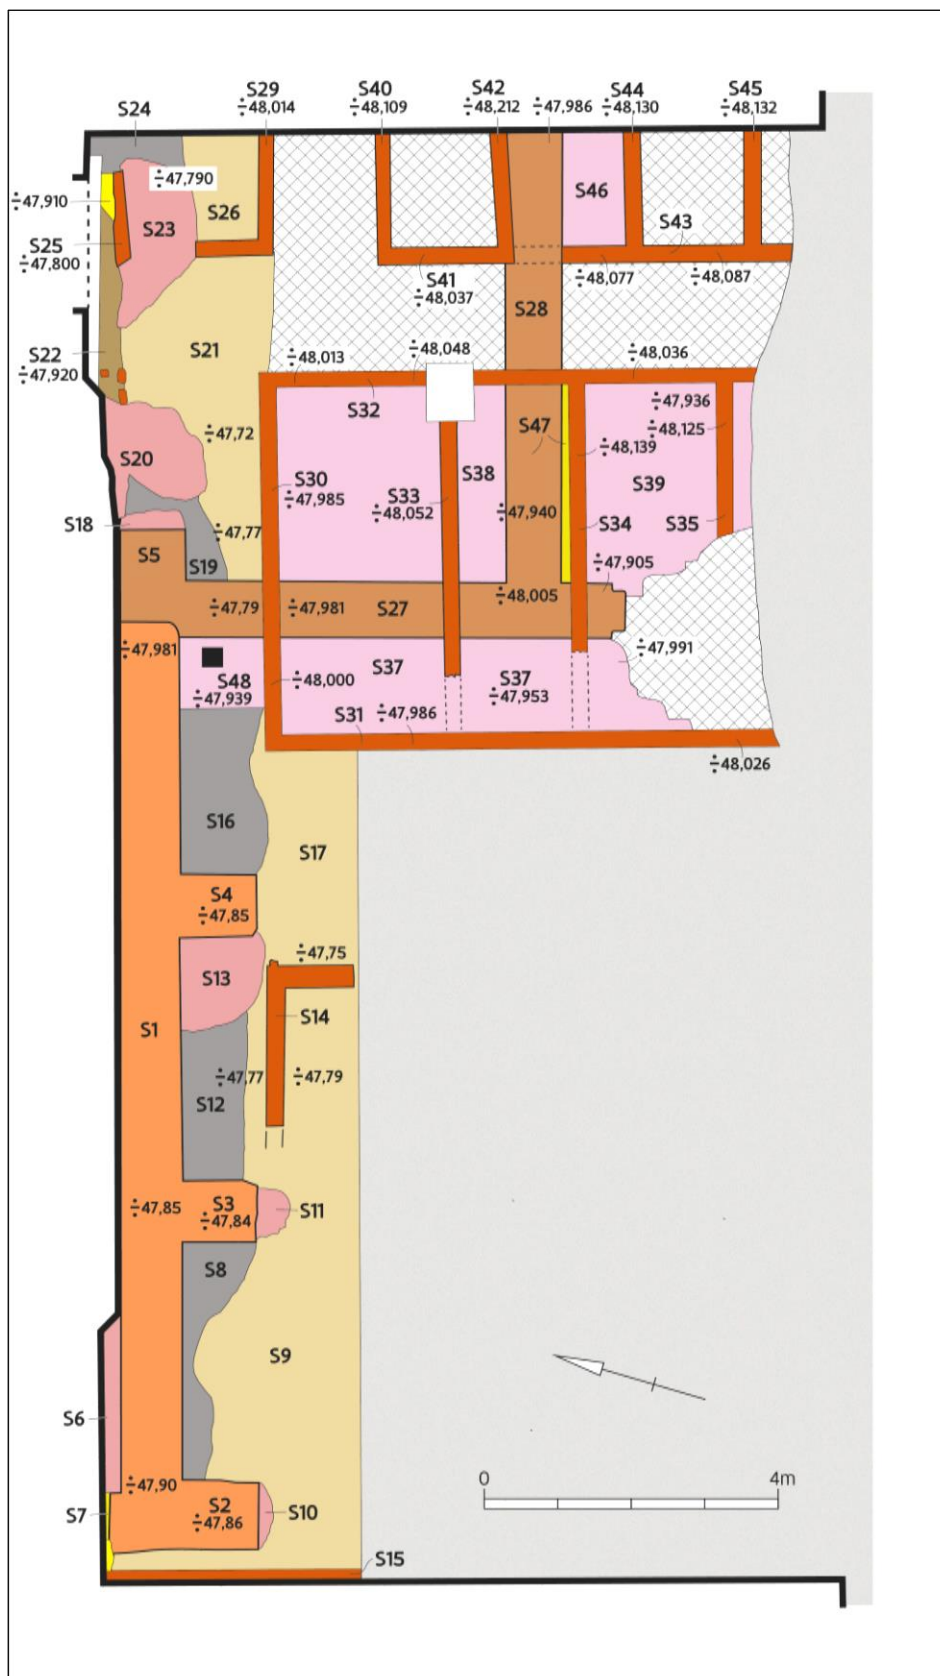 S24
S29
÷48,014
S40
÷48,109
S42
÷48,212
÷47,986
S44
÷48,130
S45
÷48,132
÷47,790
÷47,910
S23
S26
S46
S43
S25
÷47,800
S41
÷48,037
÷48,077
÷48,087
S28
S22
÷47,920
S21
÷48,013
÷48,048
÷48,036
S32
÷47,936
÷48,125
÷47,72
S47
÷48,139
S20
S30
÷47,985
S33
÷48,052
S38
S39
÷47,940
S34
S35
S18
÷47,77
S5
S19
÷47,905
÷47,79
÷47,981
S27
÷48,005
÷47,981
S48
÷47,939
S37
÷48,000
S37
÷47,953
÷47,991
S31
÷47,986
÷48,026
S16
S17
S4
÷47,85
÷47,75
S13
S14
S1
÷47,77
÷47,79
S12
÷47,85
S3
÷47,84
S11
S8
S9
S6
÷47,90
S7
S2
÷47,86
S10
0
4m
S15